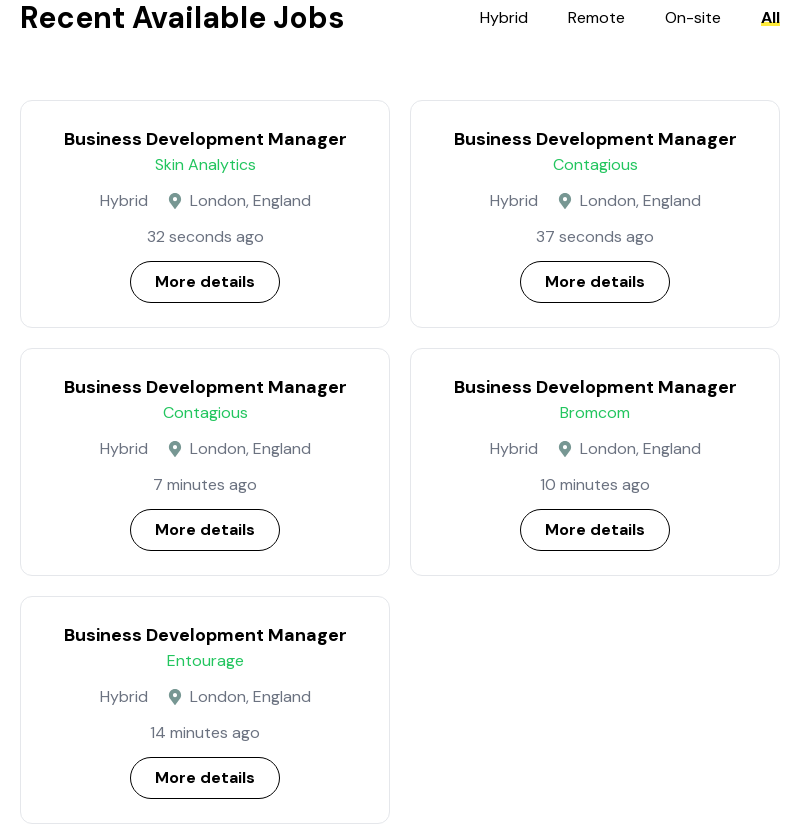 Recent Available Jobs
Hybrid Remote On-site All
Business Development Manager
Skin Analytics
Hybrid London, England
32 seconds ago
More details
Business Development Manager
Contagious
Hybrid London, England
37 seconds ago
More details
Business Development Manager
Contagious
Hybrid London, England
7 minutes ago
More details
Business Development Manager
Bromcom
Hybrid London, England
10 minutes ago
More details
Business Development Manager
Entourage
Hybrid London, England
14 minutes ago
More details